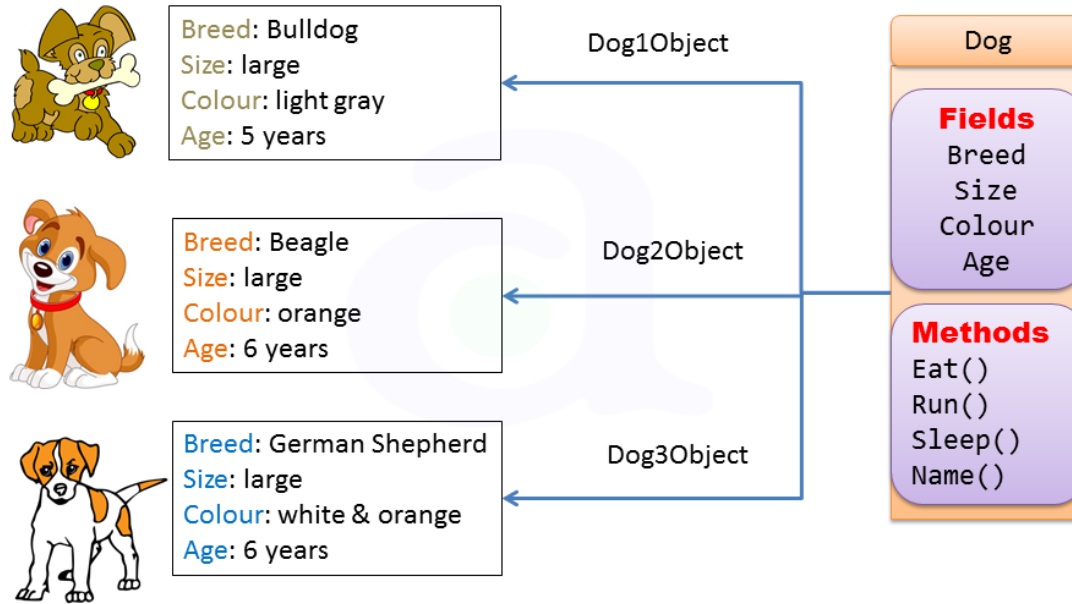 Breed: Bulldog
Size: large
Colour: light gray
Age: 5 years
Dog1Object
Breed: Beagle
Size: large
Colour: orange
Age: 6 years
Dog2Object
Breed: German Shepherd
Size: large
Colour: white & orange
Age: 6 years
Dog3Object
Dog
Fields
Breed
Size
Colour
Age
Methods
Eat()
Run()
Sleep()
Name()